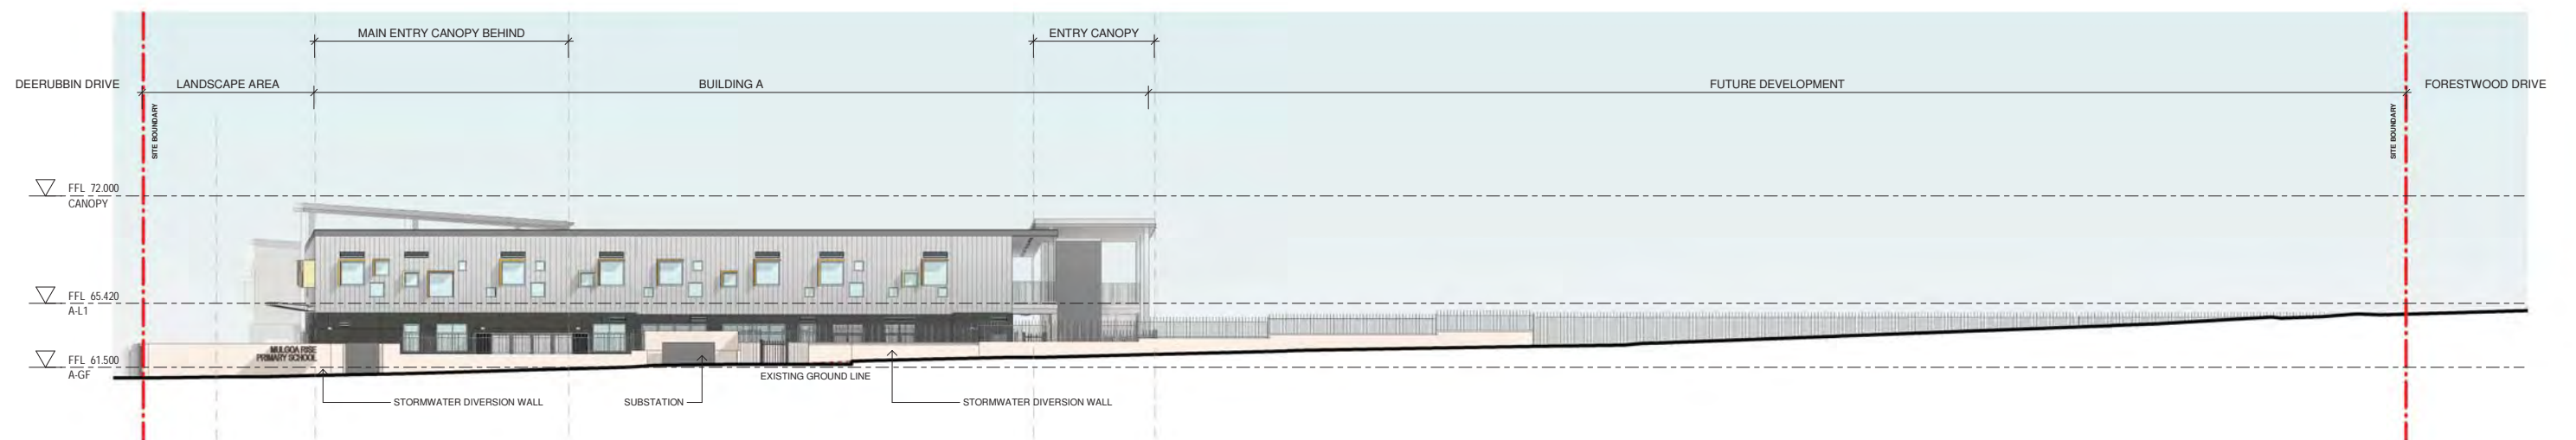 MAIN ENTRY CANOPY BEHIND
ENTRY CANOPY
DEERUBBIN DRIVE
LANDSCAPE AREA
BUILDING A
FUTURE DEVELOPMENT
FORESTWOOD DRIVE
SITE BOUNDARY
SITE BOUNDARY
FFL 72.000
CANOPY
FFL 65.420
A-L1
MULGOA RISE
PRIMARY SCHOOL
FFL 61.500
A-GF
EXISTING GROUND LINE
STORMWATER DIVERSION WALL
SUBSTATION
STORMWATER DIVERSION WALL